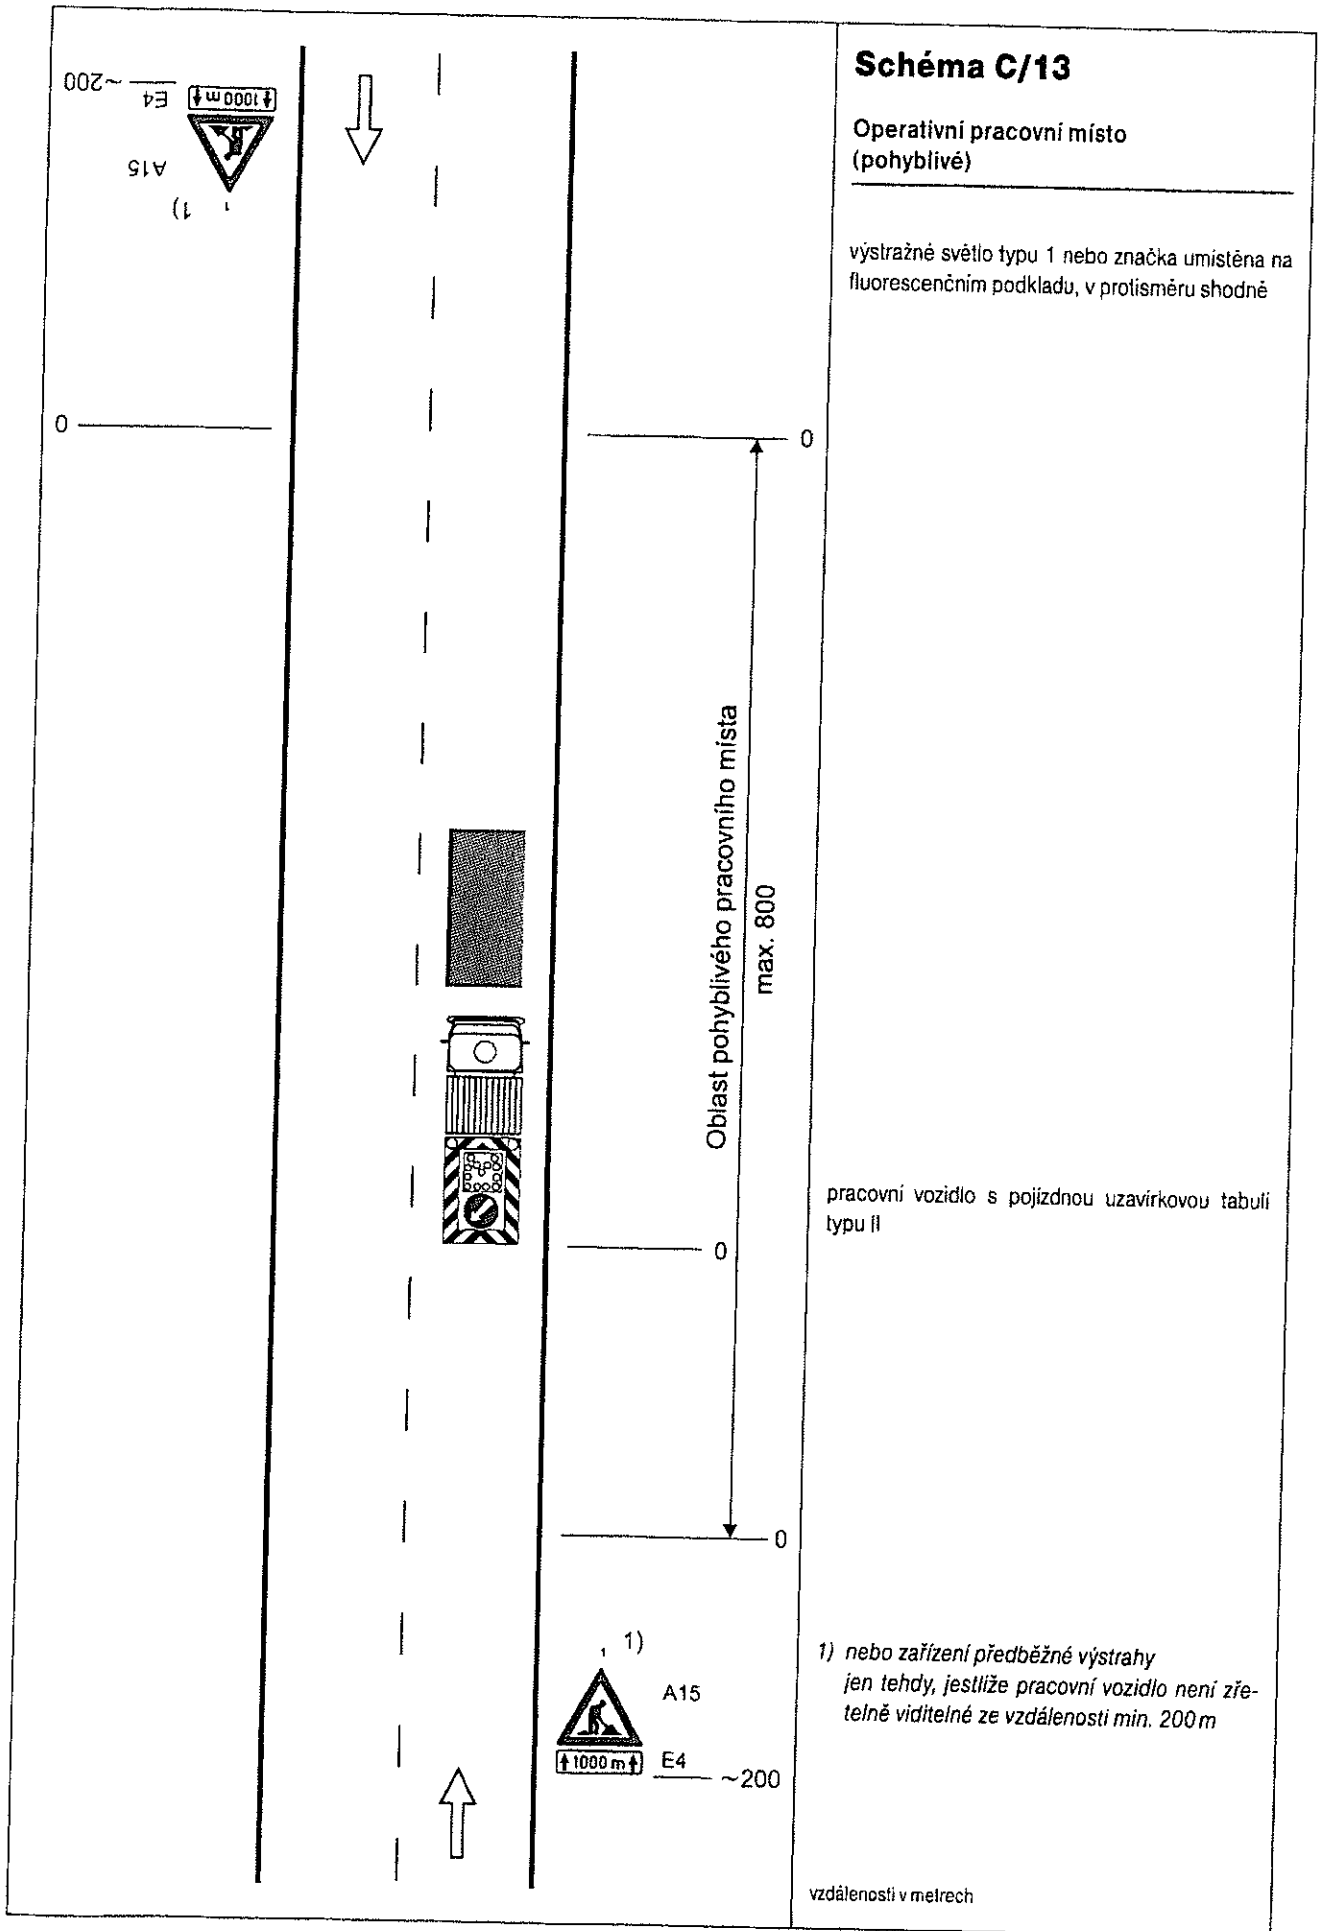 Schéma C/13
Operativní pracovní místo
(pohyblivé)
výstražné světlo typu 1 nebo značka umístěna na
fluorescenčním podkladu, v protisměru shodně
~200
E4
1000 m
A15
1)
0
0
Oblast pohyblivého pracovního místa
max. 800
pracovní vozidlo s pojízdnou uzavírkovou tabulí
typu II
0
0
1
1)
A15
1000 m
E4
~200
1) nebo zařízení předběžné výstrahy
jen tehdy, jestliže pracovní vozidlo není zře-
telně viditelné ze vzdálenosti min. 200 m
vzdálenosti v metrech